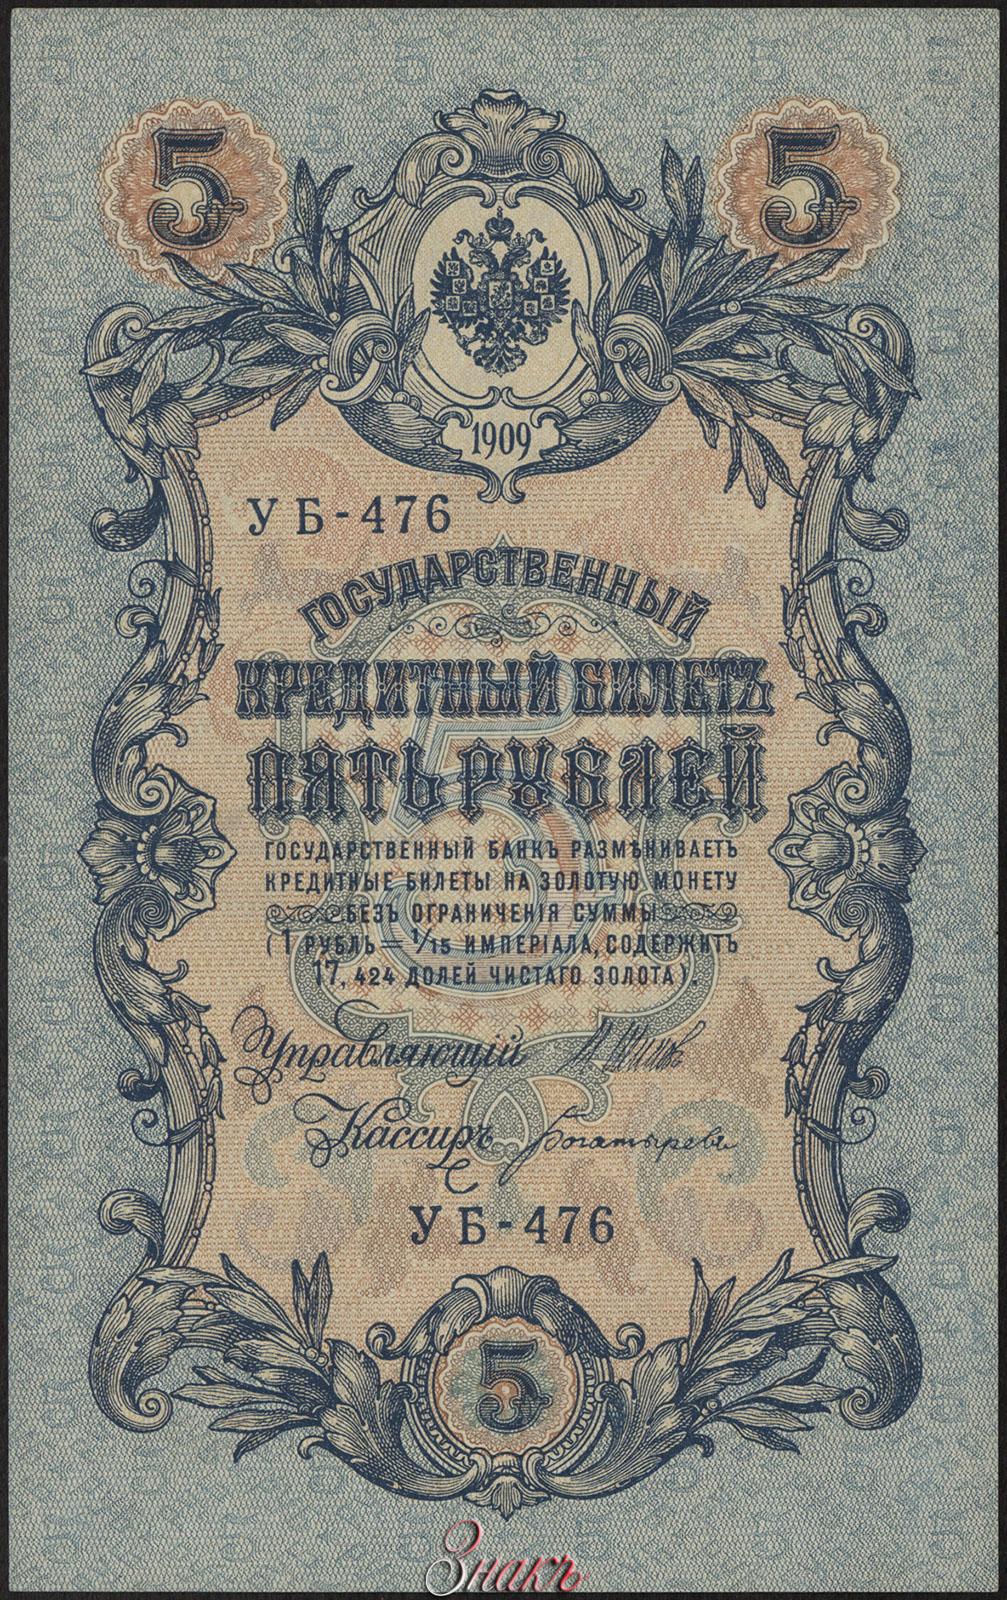 5 5
1909
УБ-476
ГОСУДАРСТВЕННЫЙ
КРЕДИТНЫЙ БИЛЕТЪ
ПЯТЬ РУБЛЕЙ
ГОСУДАРСТВЕННЫЙ БАНКЪ РАЗМѢНИВАЕТЪ
КРЕДИТНЫЕ БИЛЕТЫ НА ЗОЛОТУЮ МОНЕТУ
БЕЗЪ ОГРАНИЧЕНІЯ СУММЫ
(1 РУБЛЬ = 1/15 ИМПЕРІАЛА, СОДЕРЖИТЪ
17,424 ДОЛЕЙ ЧИСТАГО ЗОЛОТА).
Управляющій И Шипов
Кассиръ Богатыревъ
УБ-476
5
Знакъ